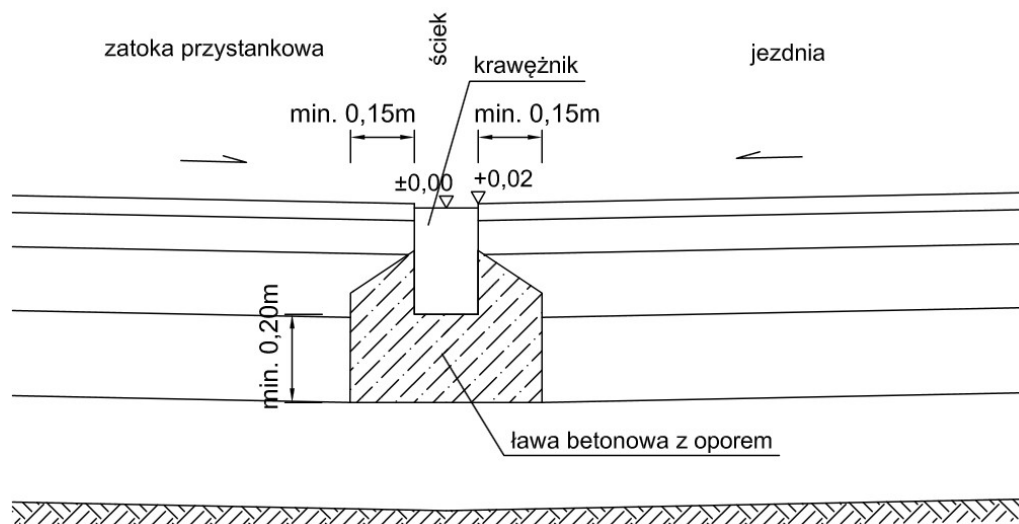 zatoka przystankowa
ściek
krawężnik
jezdnia
min. 0,15m
min. 0,15m
±0,00
+0,02
min. 0,20m
ława betonowa z oporem